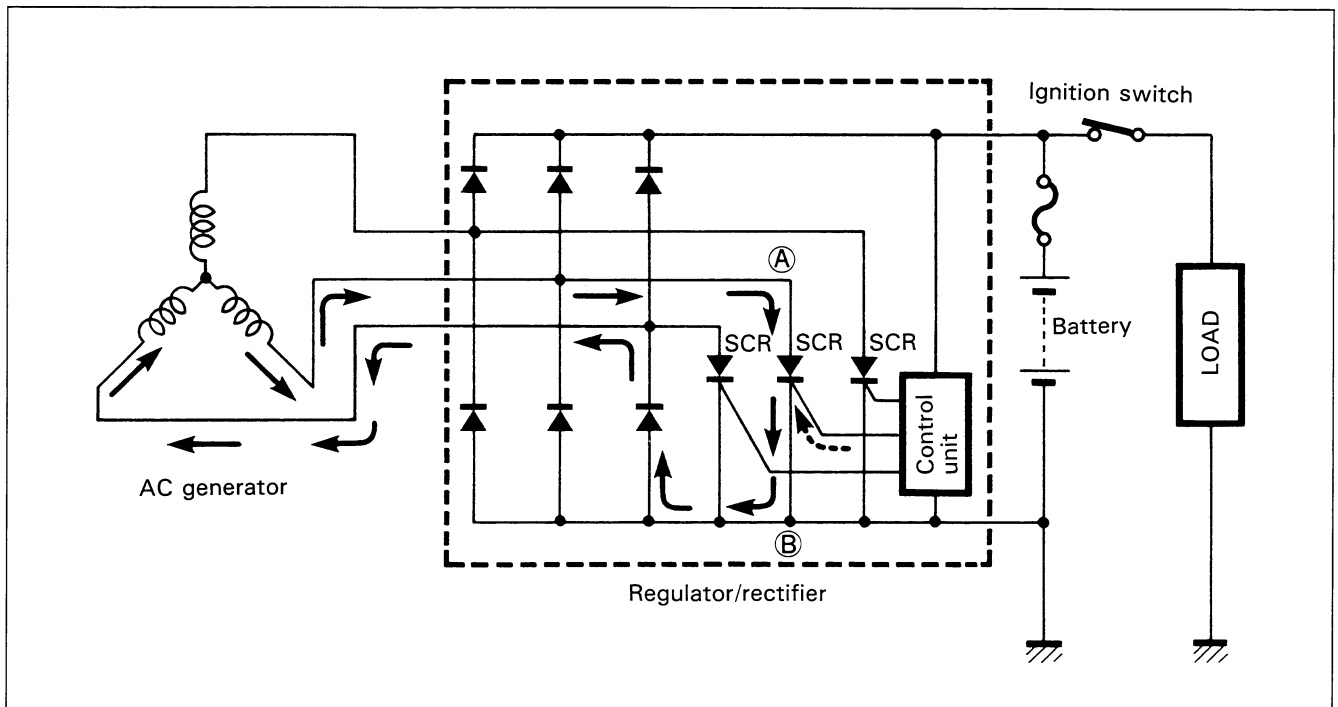 Ignition switch
Ⓐ
SCR SCR SCR
Battery
LOAD
Control
unit
AC generator
Ⓑ
Regulator/rectifier